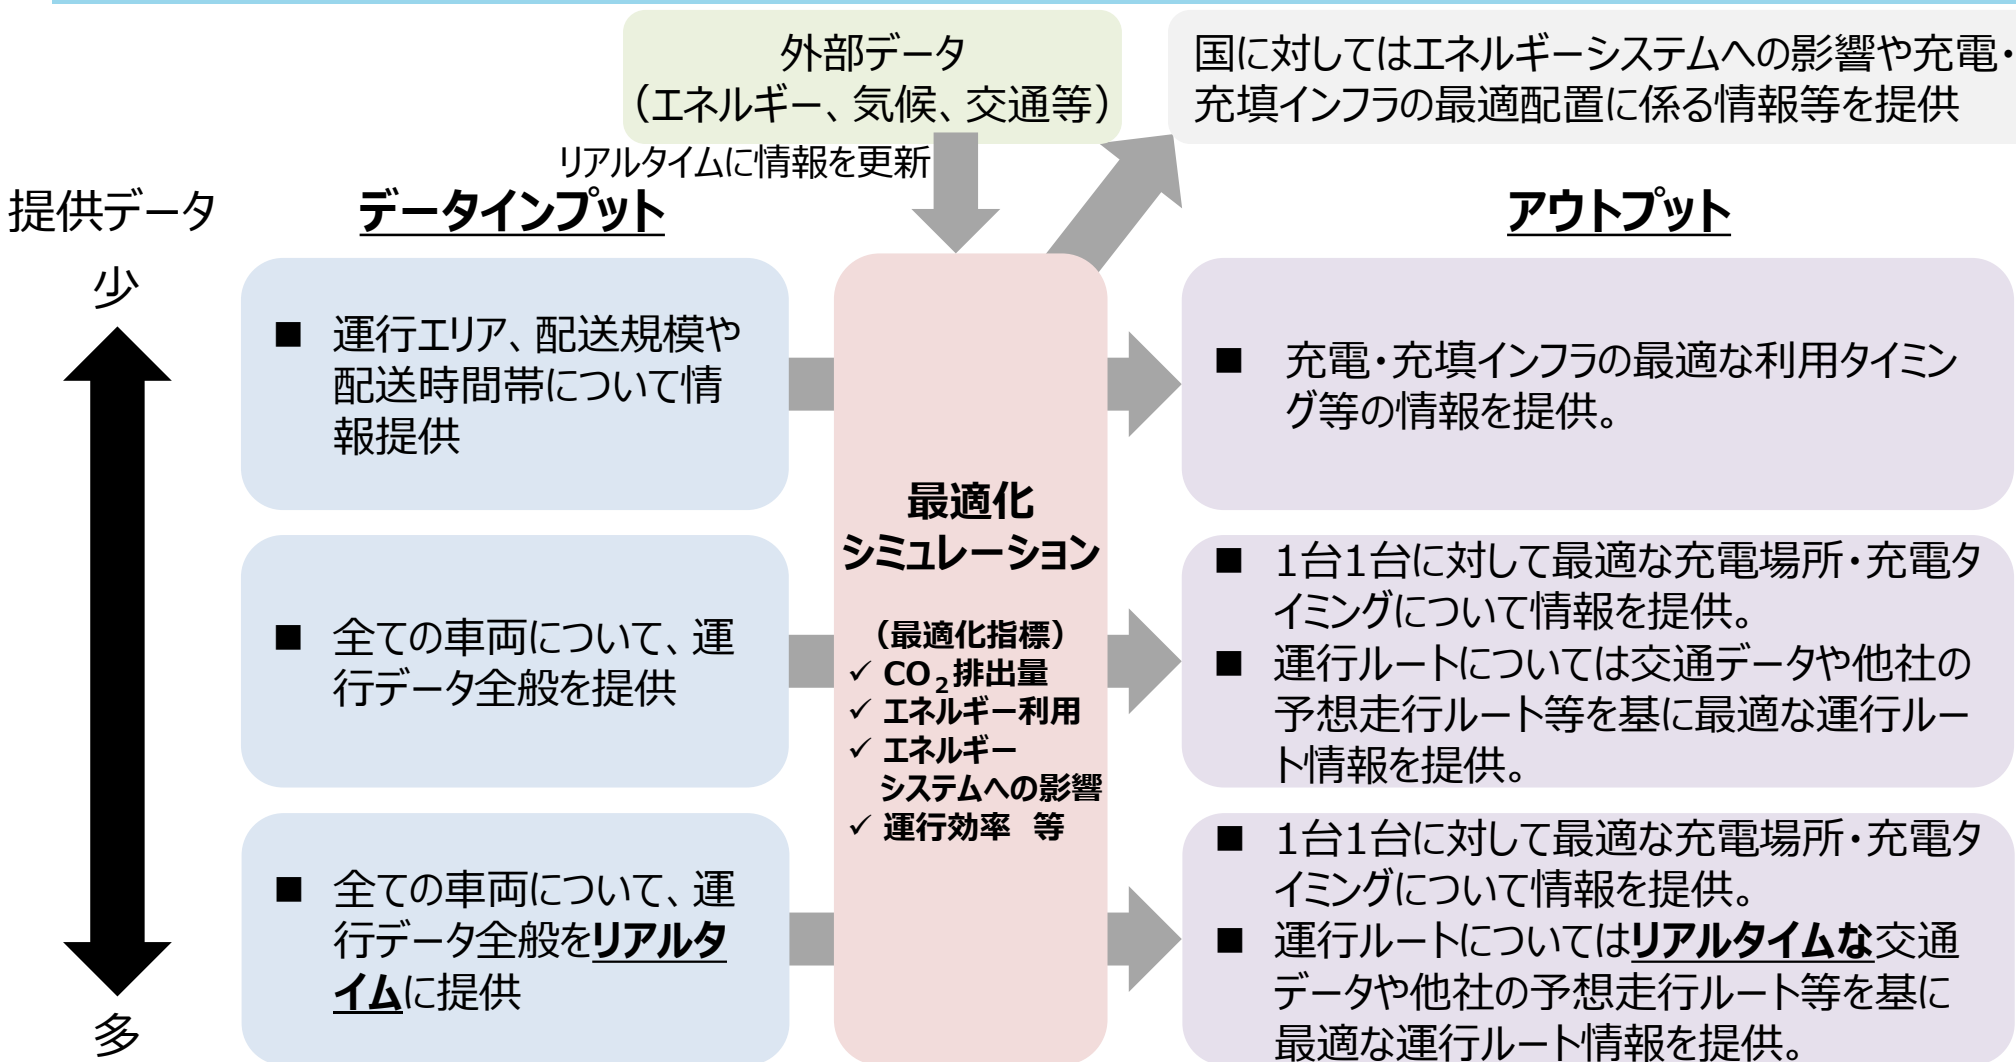 外部データ
（エネルギー、気候、交通等）
国に対してはエネルギーシステムへの影響や充電・
充填インフラの最適配置に係る情報等を提供
リアルタイムに情報を更新
提供データ
データインプット
アウトプット
少
■ 運行エリア、配送規模や
配送時間帯について情
報提供
■ 充電・充填インフラの最適な利用タイミン
グ等の情報を提供。
最適化
シミュレーション
（最適化指標）
✓ CO₂排出量
✓ エネルギー利用
✓ エネルギー
システムへの影響
✓ 運行効率 等
■ 全ての車両について、運
行データ全般を提供
■ 1台1台に対して最適な充電場所・充電タ
イミングについて情報を提供。
■ 運行ルートについては交通データや他社の
予想走行ルート等を基に最適な運行ルー
ト情報を提供。
■ 全ての車両について、運
行データ全般をリアルタ
イムに提供
■ 1台1台に対して最適な充電場所・充電タ
イミングについて情報を提供。
■ 運行ルートについてはリアルタイムな交通
データや他社の予想走行ルート等を基に
最適な運行ルート情報を提供。
多